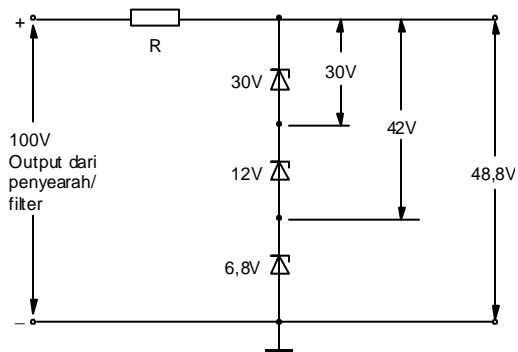 +
R
30V
30V
42V
100V
Output dari
penyearah/
filter
12V
48,8V
6,8V
–